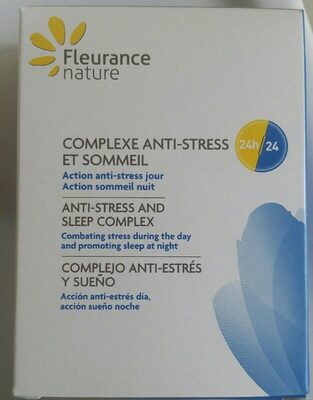 Fleurance
nature
COMPLEXE ANTI-STRESS
ET SOMMEIL
24h/24
Action anti-stress jour
Action sommeil nuit
ANTI-STRESS AND
SLEEP COMPLEX
Combating stress during the day
and promoting sleep at night
COMPLEJO ANTI-ESTRÉS
Y SUEÑO
Acción anti-estrés día,
acción sueño noche